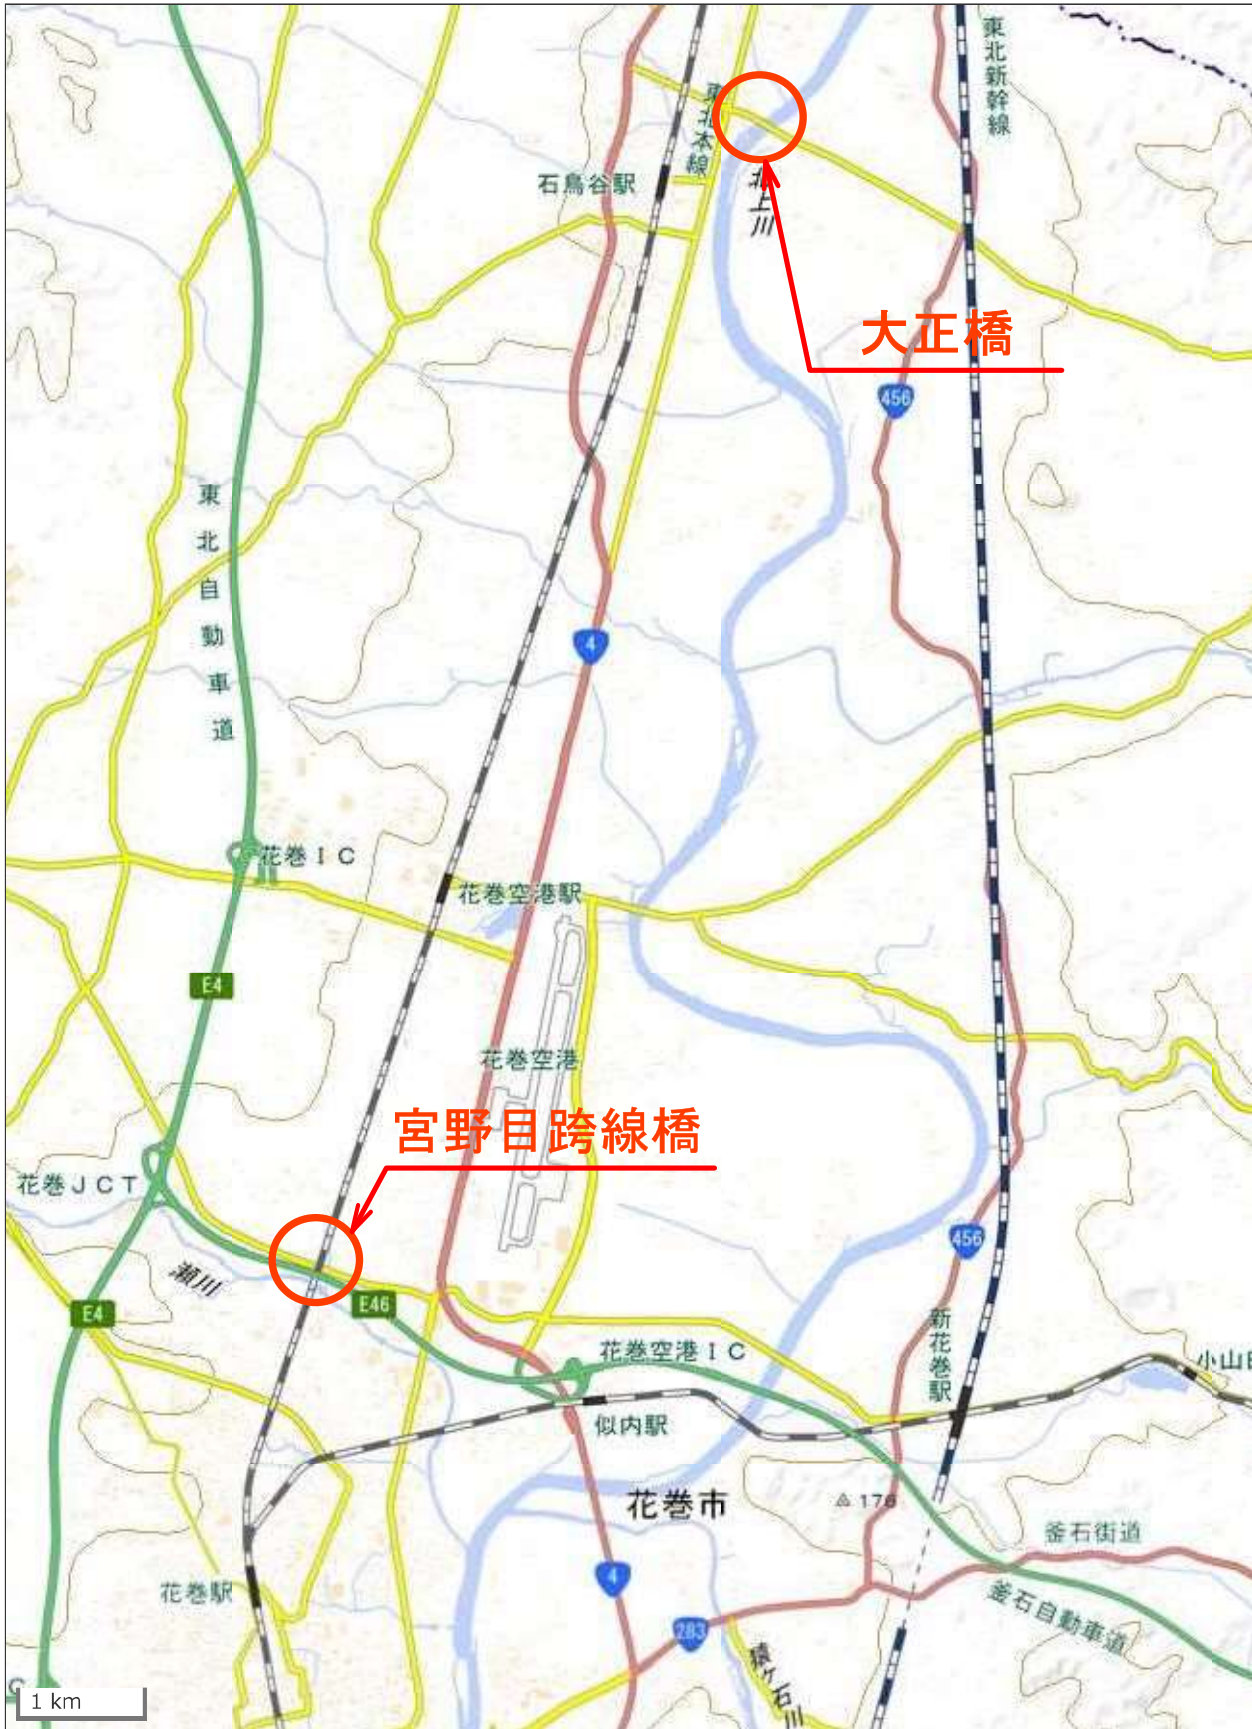 東北新幹線
東北本線
石鳥谷駅
北上川
大正橋
456
東北自動車道
4
花巻IC
花巻空港駅
E4
花巻空港
宮野目跨線橋
花巻JCT
瀬川
456
E4
E46
新花巻駅
花巻空港IC
小山田
似内駅
花巻市
176
釜石街道
花巻駅
4
釜石自動車道
283
猿ヶ石川
1 km